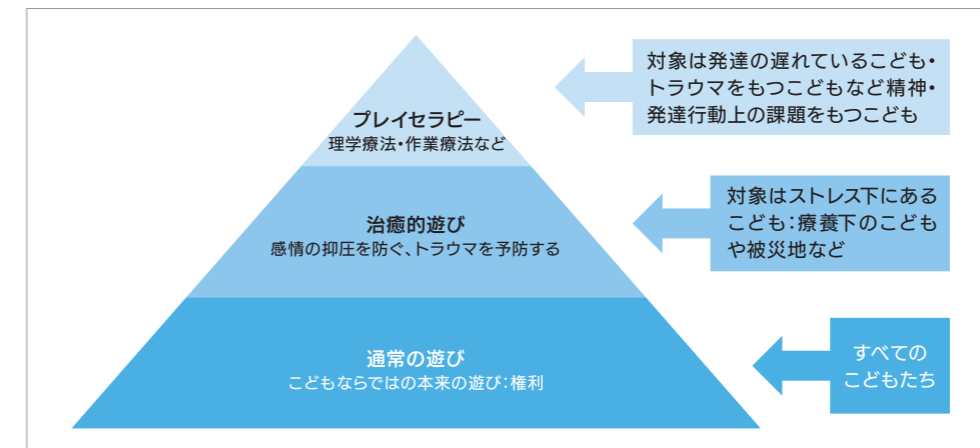 プレイセラピー
理学療法・作業療法など
対象は発達の遅れているこども・
トラウマをもつこどもなど精神・
発達行動上の課題をもつこども
治癒的遊び
感情の抑圧を防ぐ、トラウマを予防する
対象はストレス下にある
こども：療養下のこども
や被災地など
通常の遊び
こどもならではの本来の遊び：権利
すべての
こどもたち